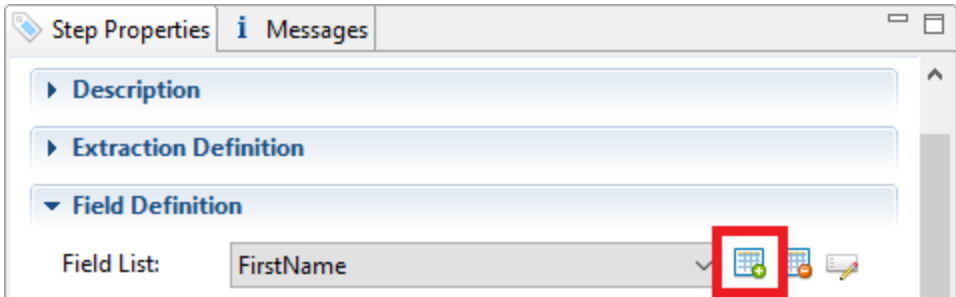 Step Properties i Messages
Description
Extraction Definition
Field Definition
Field List: FirstName